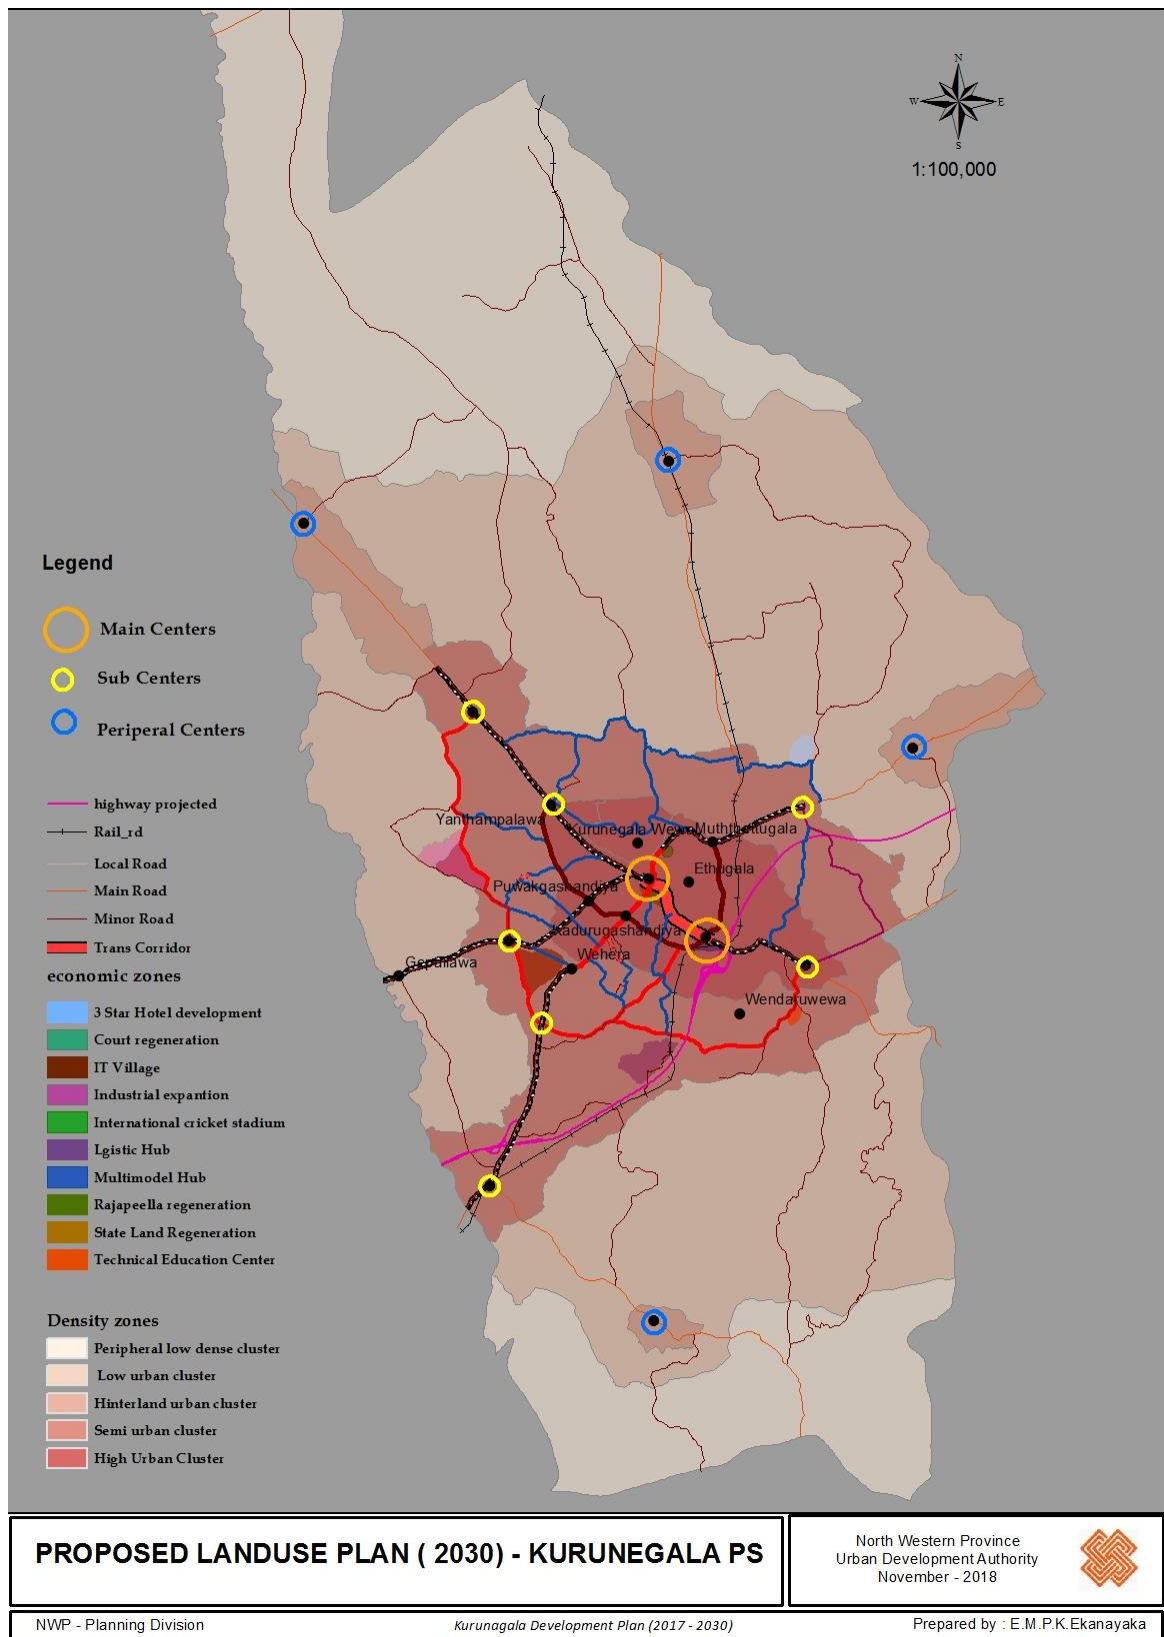 N
W E
S
1:100,000
Legend
Main Centers
Sub Centers
Periperal Centers
highway projected
Rail_rd
Local Road
Main Road
Minor Road
Trans Corridor
economic zones
3 Star Hotel development
Court regeneration
IT Village
Industrial expantion
International cricket stadium
Lgistic Hub
Multimodel Hub
Rajapeella regeneration
State Land Regeneration
Technical Education Center
Density zones
Peripheral low dense cluster
Low urban cluster
Hinterland urban cluster
Semi urban cluster
High Urban Cluster
Yanthampalawa
Kurunegala Wewa
Muththettugala
Ethugala
Puwakgashandiya
Kadurugashandiya
Wehera
Gepallawa
Wendaruwewa
PROPOSED LANDUSE PLAN ( 2030) - KURUNEGALA PS
North Western Province
Urban Development Authority
November - 2018
NWP - Planning Division
Kurunagala Development Plan (2017 - 2030)
Prepared by : E.M.P.K.Ekanayaka